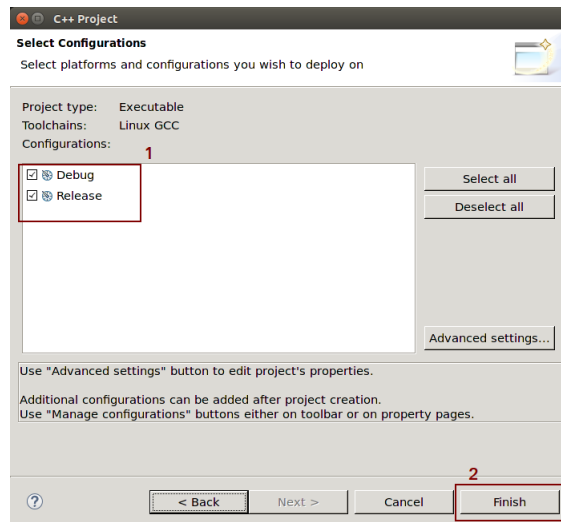 C++ Project
Select Configurations
Select platforms and configurations you wish to deploy on
Project type: Executable
Toolchains: Linux GCC
Configurations:
1
Debug
Release
Select all
Deselect all
Advanced settings...
Use "Advanced settings" button to edit project's properties.
Additional configurations can be added after project creation.
Use "Manage configurations" buttons either on toolbar or on property pages.
2
? < Back Next > Cancel Finish